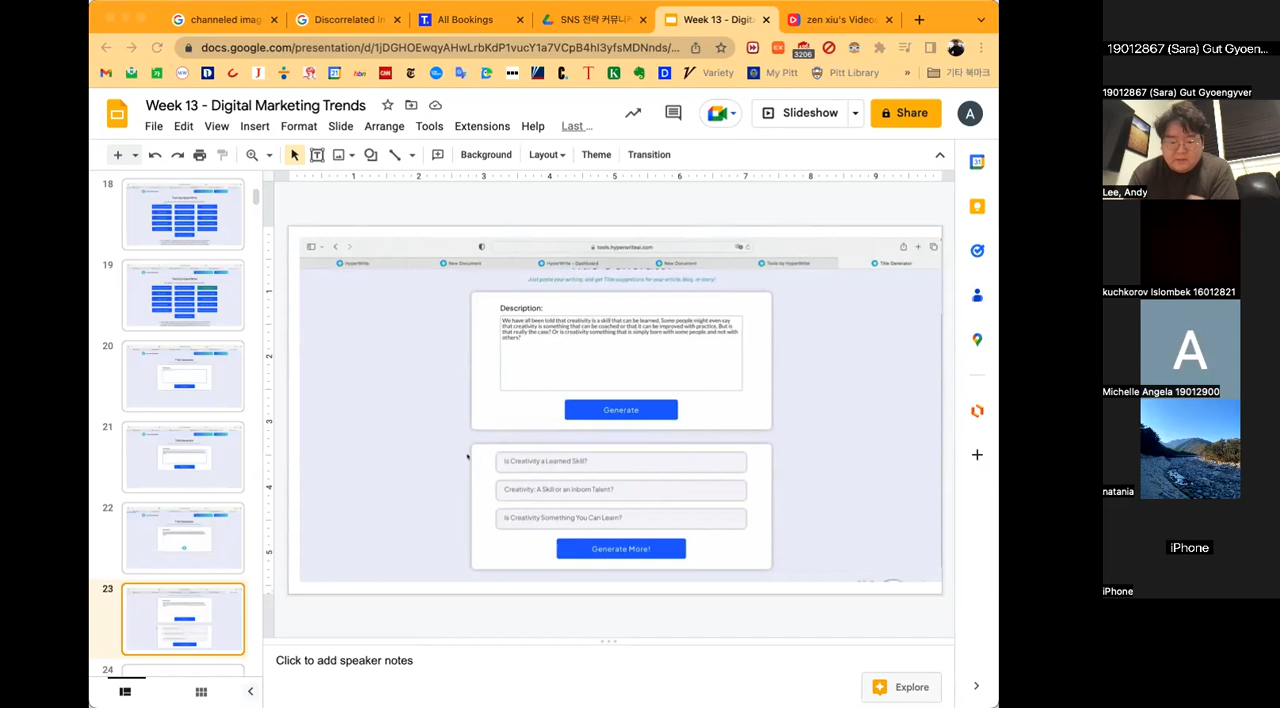 channeled imag
Discorrelated In
All Bookings
SNS 전략 커뮤니
Week 13 - Digita
zen xiu's Video
docs.google.com/presentation/d/1jDGHOEwqyAHwLrbKdP1vucY1a7VCpB4hI3yfsMDNnds/...
3206
Variety
My Pitt
Pitt Library
기타 북마크
Week 13 - Digital Marketing Trends
File Edit View Insert Format Slide Arrange Tools Extensions Help Last ...
Slideshow
Share
A
Background
Layout
Theme
Transition
18
19
20
21
22
23
24
tools.hyperwriteai.com
HyperWrite
New Document
HyperWrite - Dashboard
New Document
Tools by HyperWrite
Title Generator
Just paste your writing, and get Title suggestions for your article, blog, or story!
Description:
We have all been told that creativity is a skill that can be learned. Some people might even say
that creativity is something that can be coached or that it can be improved with practice. But is
that really the case? Or is creativity something that is simply born with some people and not with
others?
Generate
Is Creativity a Learned Skill?
Creativity: A Skill or an Inborn Talent?
Is Creativity Something You Can Learn?
Generate More!
Click to add speaker notes
Explore
19012867 (Sara) Gut Gyoen...
19012867 (Sara) Gut Gyoengyver
Lee, Andy
kuchkorov Islombek 16012821
A
Michelle Angela 19012900
natania
iPhone
iPhone